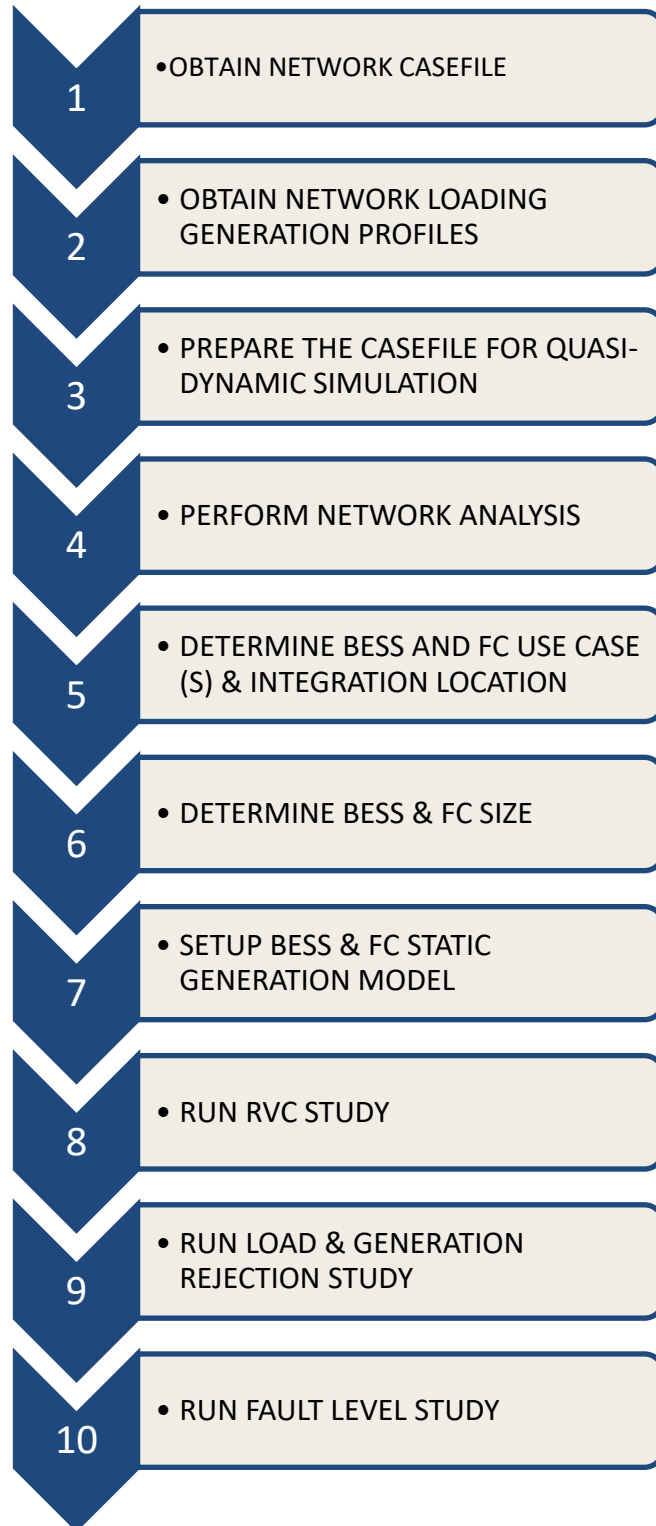 1
•OBTAIN NETWORK CASEFILE
2
• OBTAIN NETWORK LOADING
GENERATION PROFILES
3
• PREPARE THE CASEFILE FOR QUASI-
DYNAMIC SIMULATION
4
• PERFORM NETWORK ANALYSIS
5
• DETERMINE BESS AND FC USE CASE
(S) & INTEGRATION LOCATION
6
• DETERMINE BESS & FC SIZE
7
• SETUP BESS & FC STATIC
GENERATION MODEL
8
• RUN RVC STUDY
9
• RUN LOAD & GENERATION
REJECTION STUDY
10
• RUN FAULT LEVEL STUDY